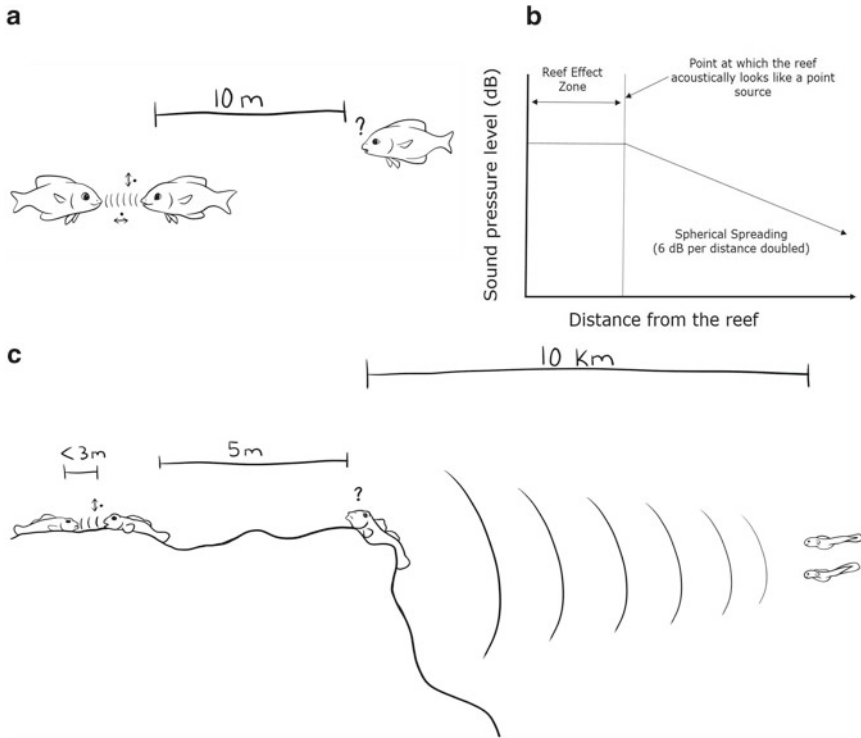 a
10 m
?
b
Sound pressure level (dB)
Reef Effect
Zone
Point at which the reef
acoustically looks like a point
source
Spherical Spreading
(6 dB per distance doubled)
Distance from the reef
c
10 Km
<3m
5m
?